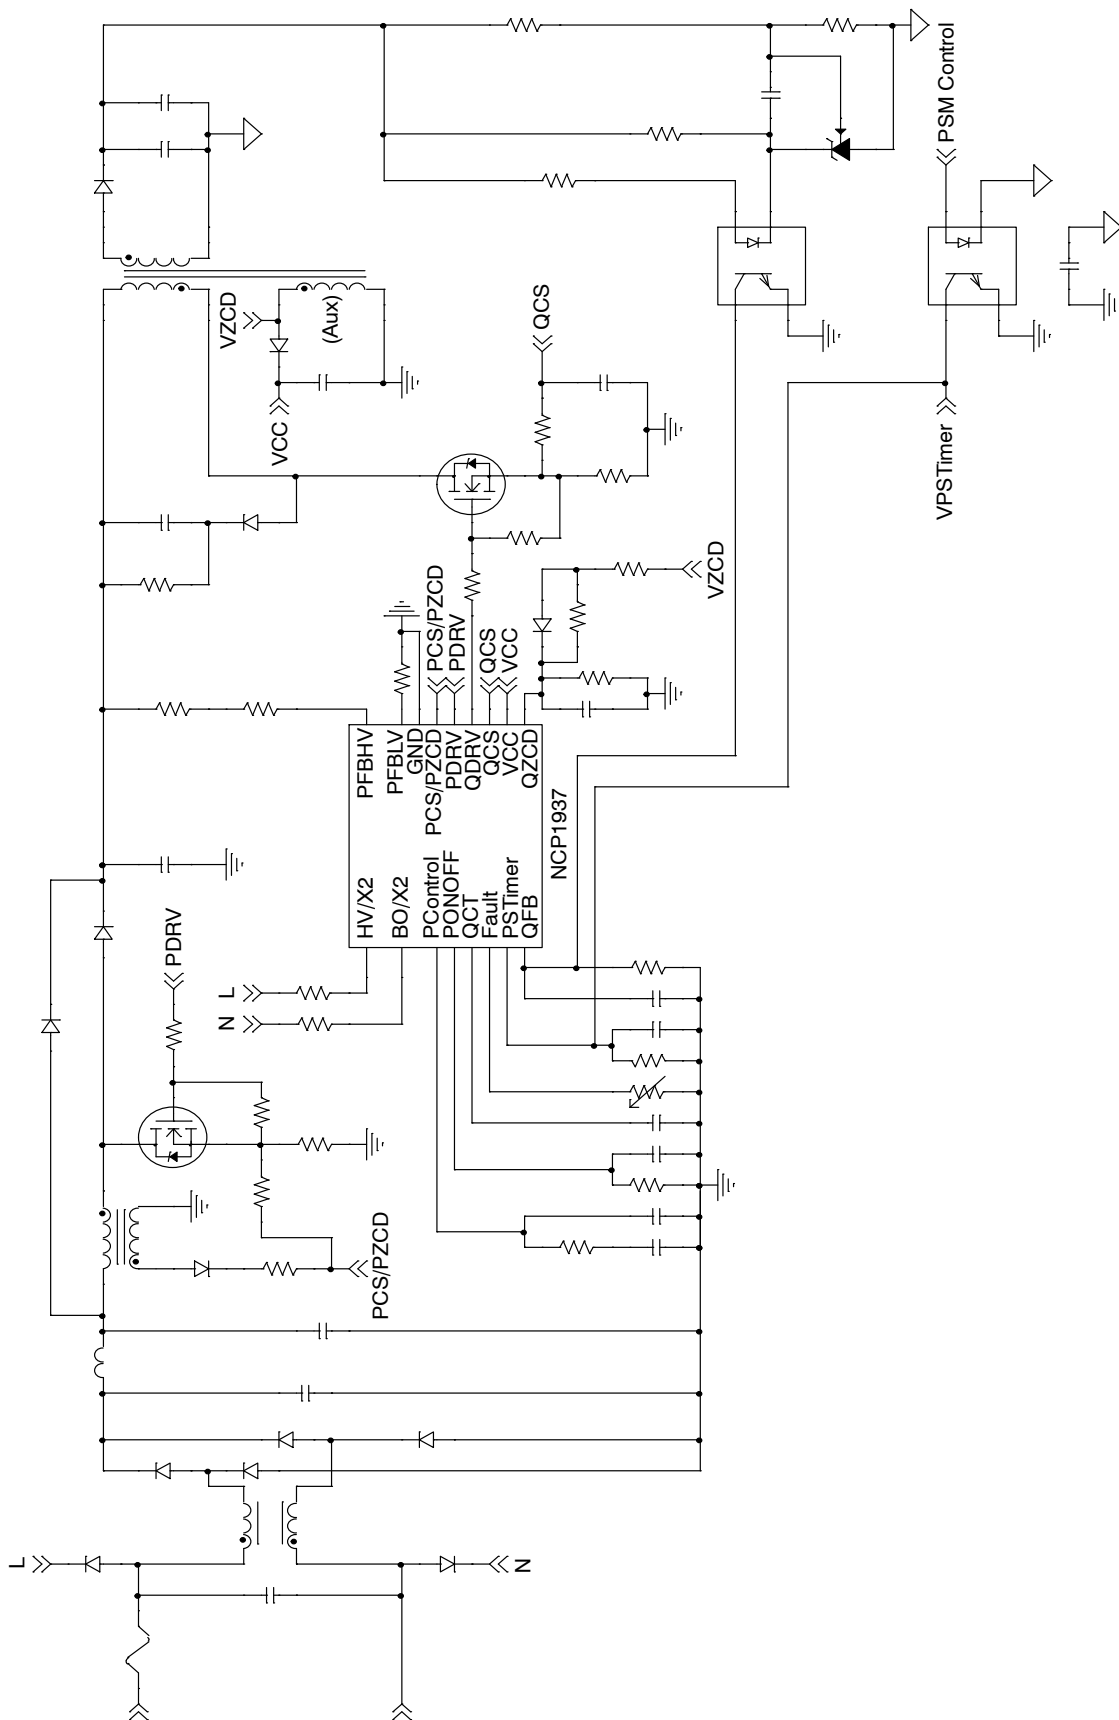 PSM Control
VZCD
(Aux)
VCC
QCS
VPSTimer
PCS/PZCD
PDRV
QCS
VCC
VZCD
PFBHV
PFBLV
GND
PCS/PZCD
PDRV
QDRV
QCS
VCC
QZCD
NCP1937
HV/X2
BO/X2
PControl
PONOFF
QCT
Fault
PSTimer
QFB
PDRV
L
N
PCS/PZCD
L
N